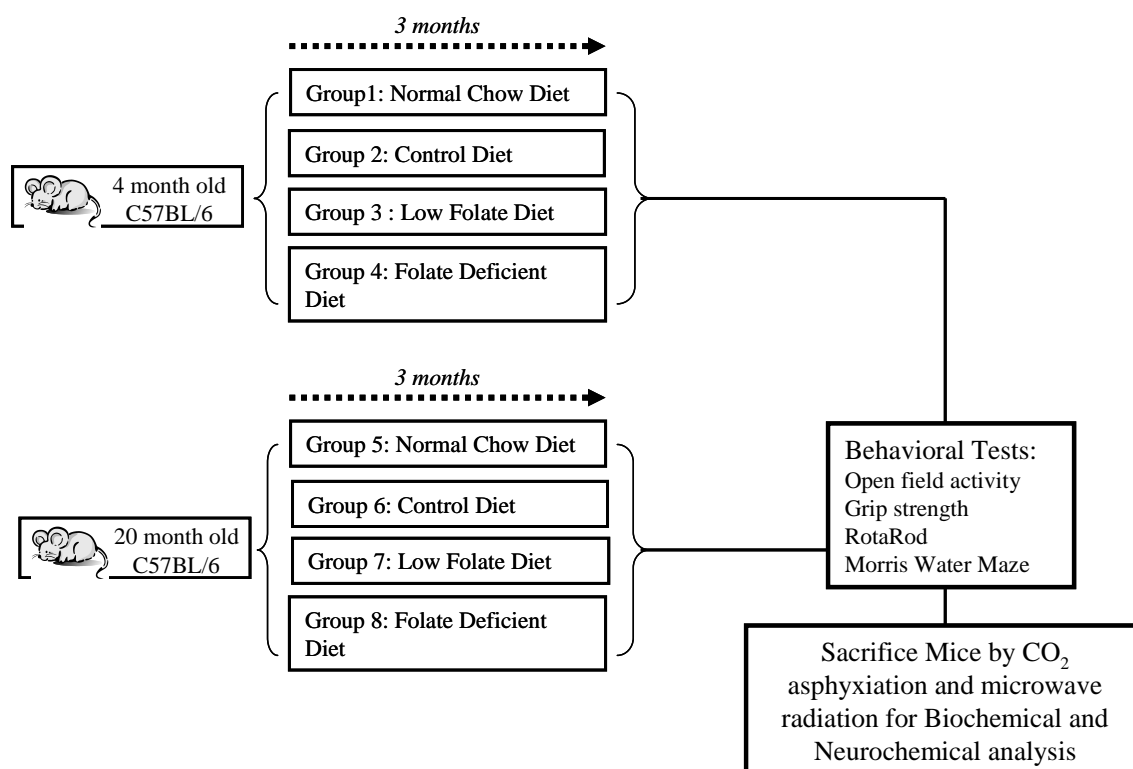 3 months
Group1: Normal Chow Diet
Group 2: Control Diet
4 month old
C57BL/6
Group 3 : Low Folate Diet
Group 4: Folate Deficient
Diet
3 months
Group 5: Normal Chow Diet
Group 6: Control Diet
20 month old
C57BL/6
Group 7: Low Folate Diet
Group 8: Folate Deficient
Diet
Behavioral Tests:
Open field activity
Grip strength
RotaRod
Morris Water Maze
Sacrifice Mice by CO₂
asphyxiation and microwave
radiation for Biochemical and
Neurochemical analysis